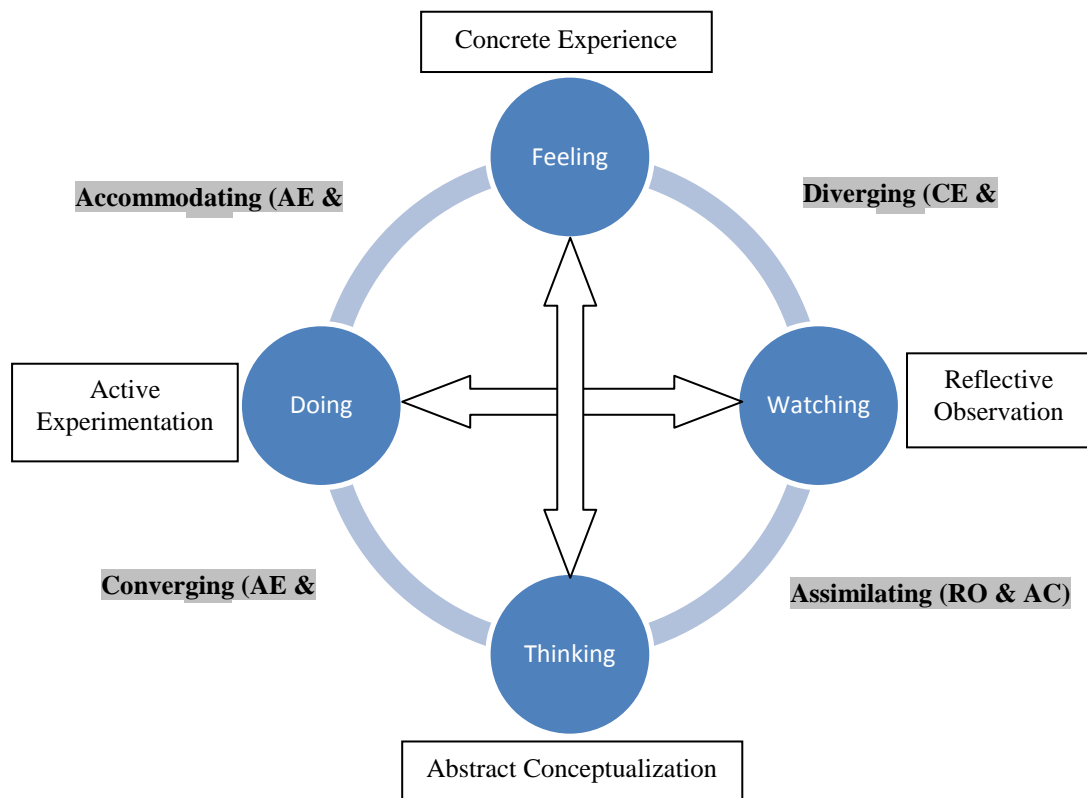 Concrete Experience
Feeling
Accommodating (AE &
Diverging (CE &
Active
Experimentation
Doing
Watching
Reflective
Observation
Converging (AE &
Assimilating (RO & AC)
Thinking
Abstract Conceptualization